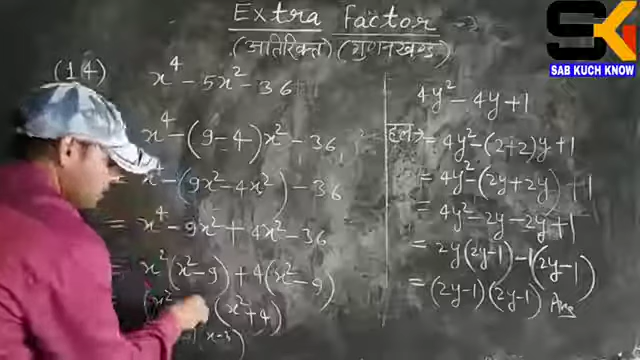 Extra Factor
(अतिरिक्त) (गुणनखण्ड)
SK
SAB KUCH KNOW
(14) x⁴ - 5x² - 36
x⁴ - (9 - 4)x² - 36
x⁴ - (9x² - 4x²) - 36
= x⁴ - 9x² + 4x² - 36
= x²(x² - 9) + 4(x² - 9)
(x² (x² + 4)
(x - 3)
4y² - 4y + 1
हल→ = 4y² - (2+2)y + 1
= 4y² - (2y + 2y) + 1
= 4y² - 2y - 2y + 1
= 2y(2y - 1) - 1(2y - 1)
= (2y - 1)(2y - 1) Ans